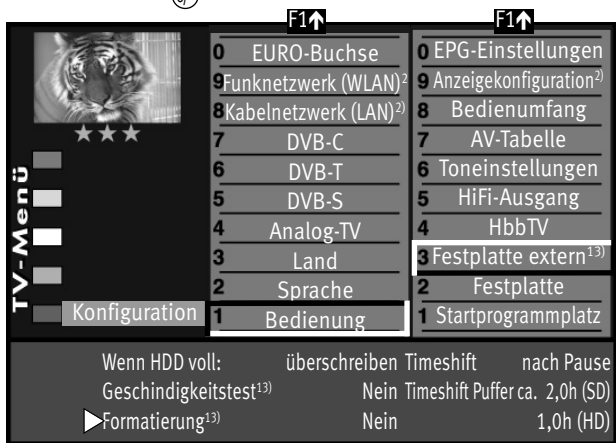 F1↑ F1↑
0 EURO-Buchse
9 Funknetzwerk (WLAN)2
8 Kabelnetzwerk (LAN)2)
7 DVB-C
6 DVB-T
5 DVB-S
4 Analog-TV
3 Land
2 Sprache
1 Bedienung
0 EPG-Einstellungen
9 Anzeigekonfiguration2)
8 Bedienumfang
7 AV-Tabelle
6 Toneinstellungen
5 HiFi-Ausgang
4 HbbTV
3 Festplatte extern13)
2 Festplatte
1 Startprogrammplatz
TV-Menü
Konfiguration
Wenn HDD voll: überschreiben Timeshift nach Pause
Geschindigkeitstest13) Nein Timeshift Puffer ca. 2,0h (SD)
Formatierung13) Nein 1,0h (HD)